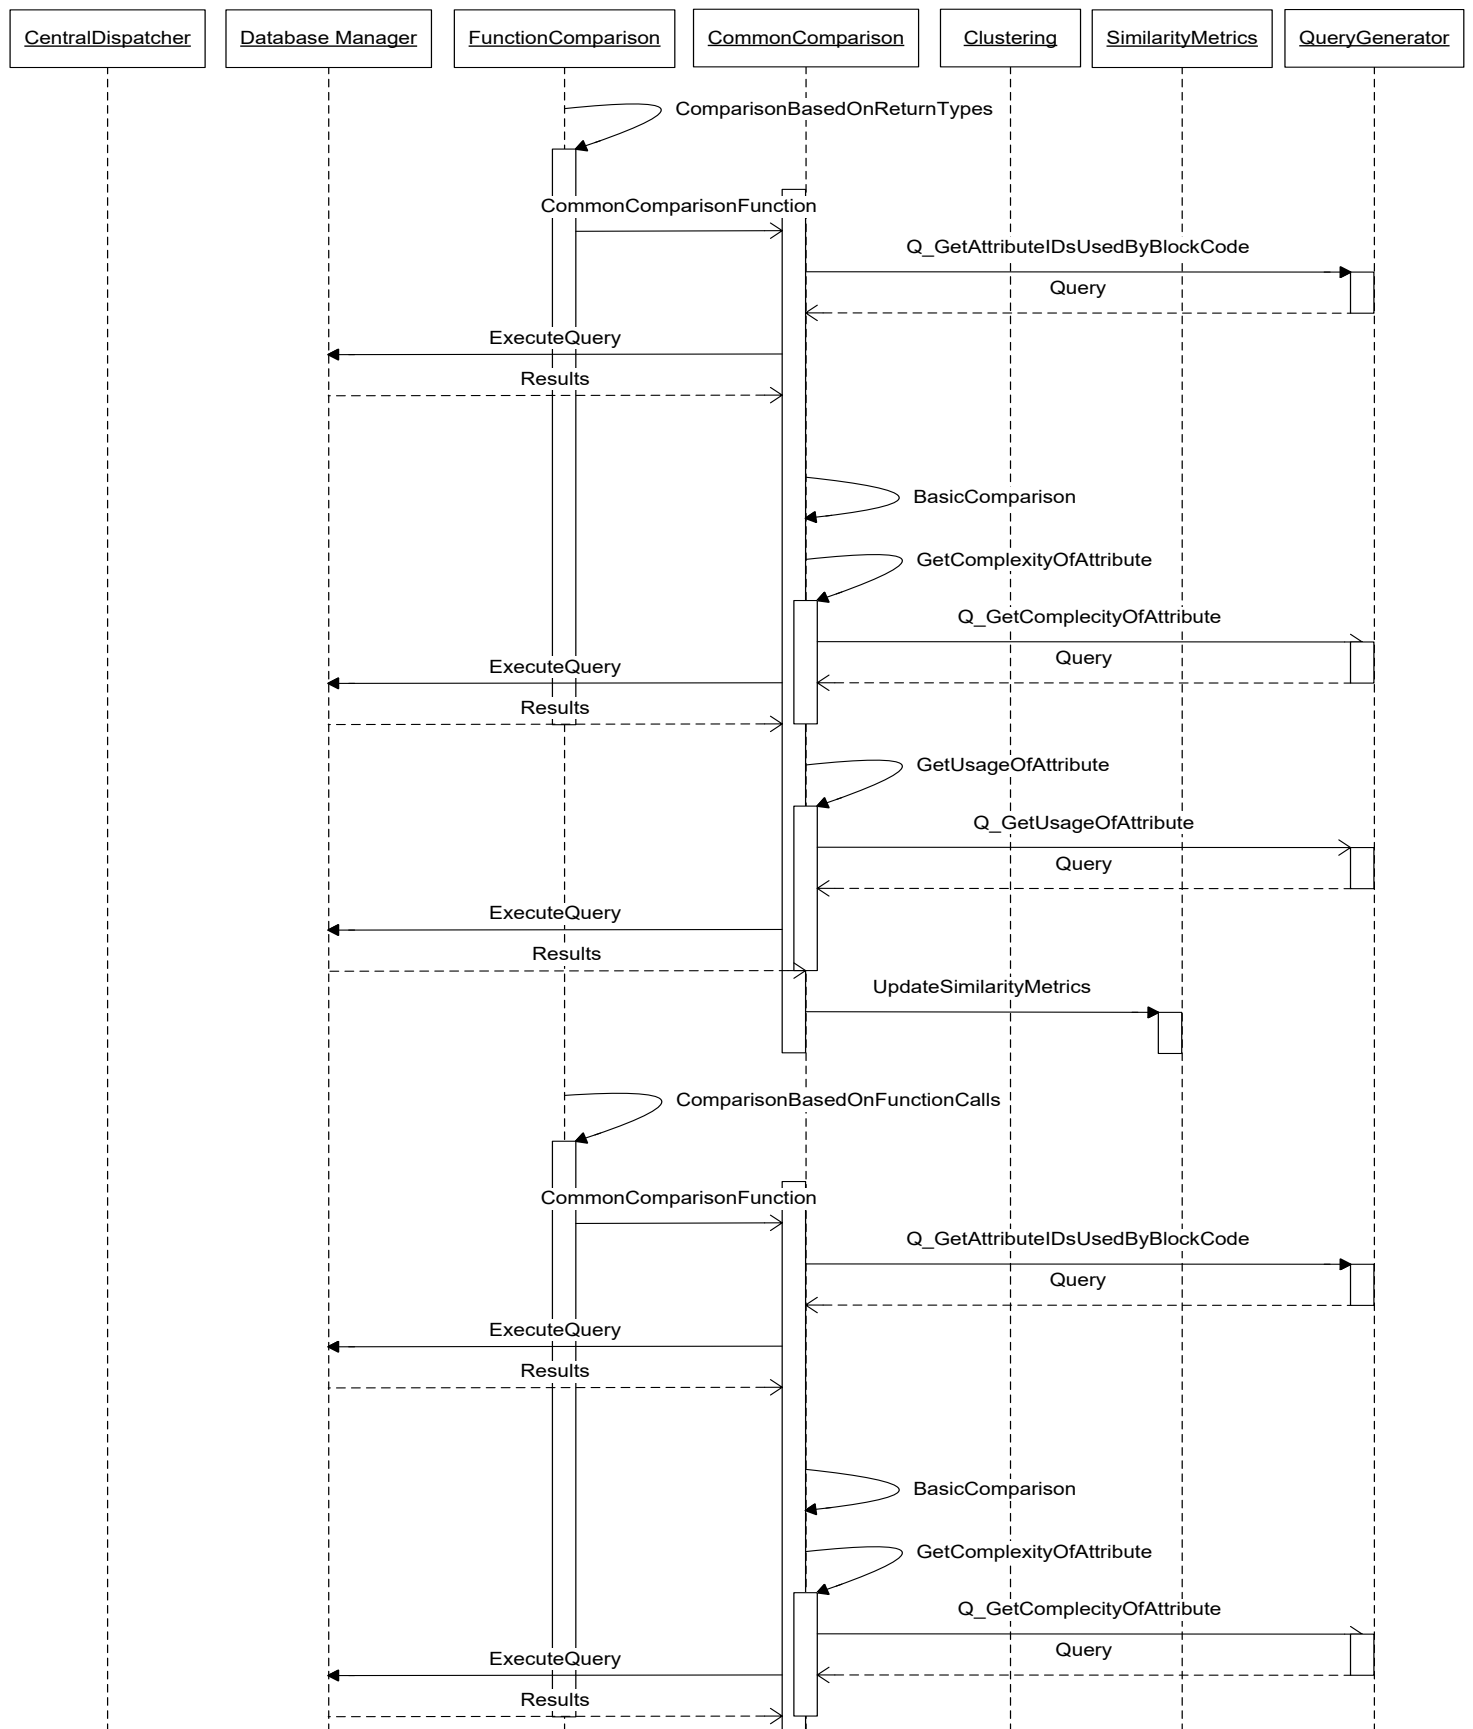 CentralDispatcher
Database Manager
FunctionComparison
CommonComparison
Clustering
SimilarityMetrics
QueryGenerator
ComparisonBasedOnReturnTypes
CommonComparisonFunction
Q_GetAttributeIDsUsedByBlockCode
Query
ExecuteQuery
Results
BasicComparison
GetComplexityOfAttribute
Q_GetComplecityOfAttribute
Query
ExecuteQuery
Results
GetUsageOfAttribute
Q_GetUsageOfAttribute
Query
ExecuteQuery
Results
UpdateSimilarityMetrics
ComparisonBasedOnFunctionCalls
CommonComparisonFunction
Q_GetAttributeIDsUsedByBlockCode
Query
ExecuteQuery
Results
BasicComparison
GetComplexityOfAttribute
Q_GetComplecityOfAttribute
Query
ExecuteQuery
Results